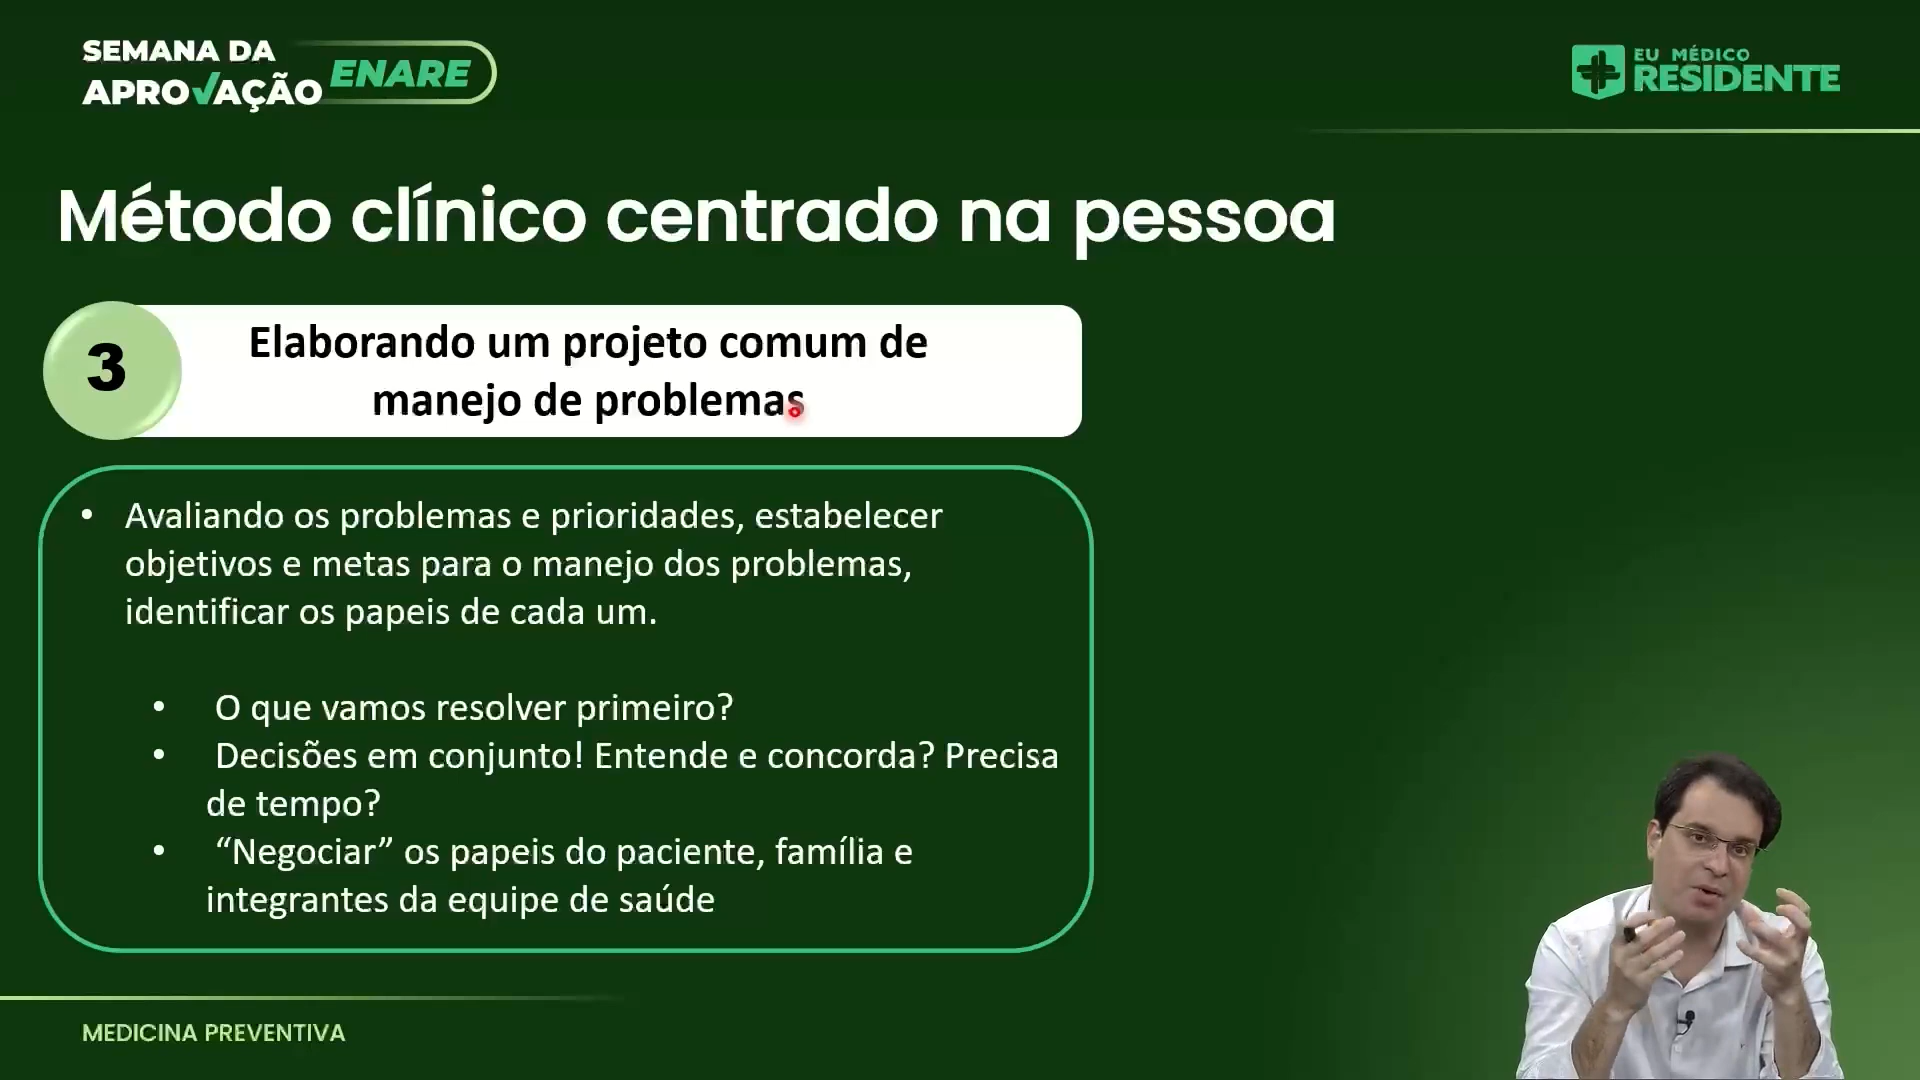 SEMANA DA
APROVAÇÃO ENARE
EU MÉDICO
RESIDENTE
Método clínico centrado na pessoa
3
Elaborando um projeto comum de
manejo de problemas
• Avaliando os problemas e prioridades, estabelecer
objetivos e metas para o manejo dos problemas,
identificar os papeis de cada um.
• O que vamos resolver primeiro?
• Decisões em conjunto! Entende e concorda? Precisa
de tempo?
• “Negociar” os papeis do paciente, família e
integrantes da equipe de saúde
MEDICINA PREVENTIVA